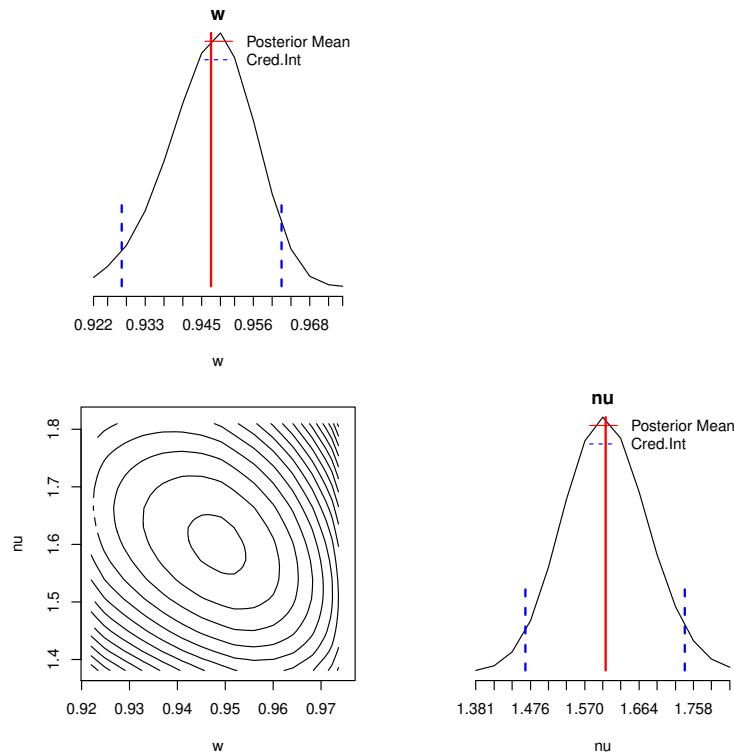 w
Posterior Mean
Cred.Int
0.922 0.933 0.945 0.956 0.968
w
nu
1.4 1.5 1.6 1.7 1.8
0.92 0.93 0.94 0.95 0.96 0.97
w
nu
Posterior Mean
Cred.Int
1.381 1.476 1.570 1.664 1.758
nu